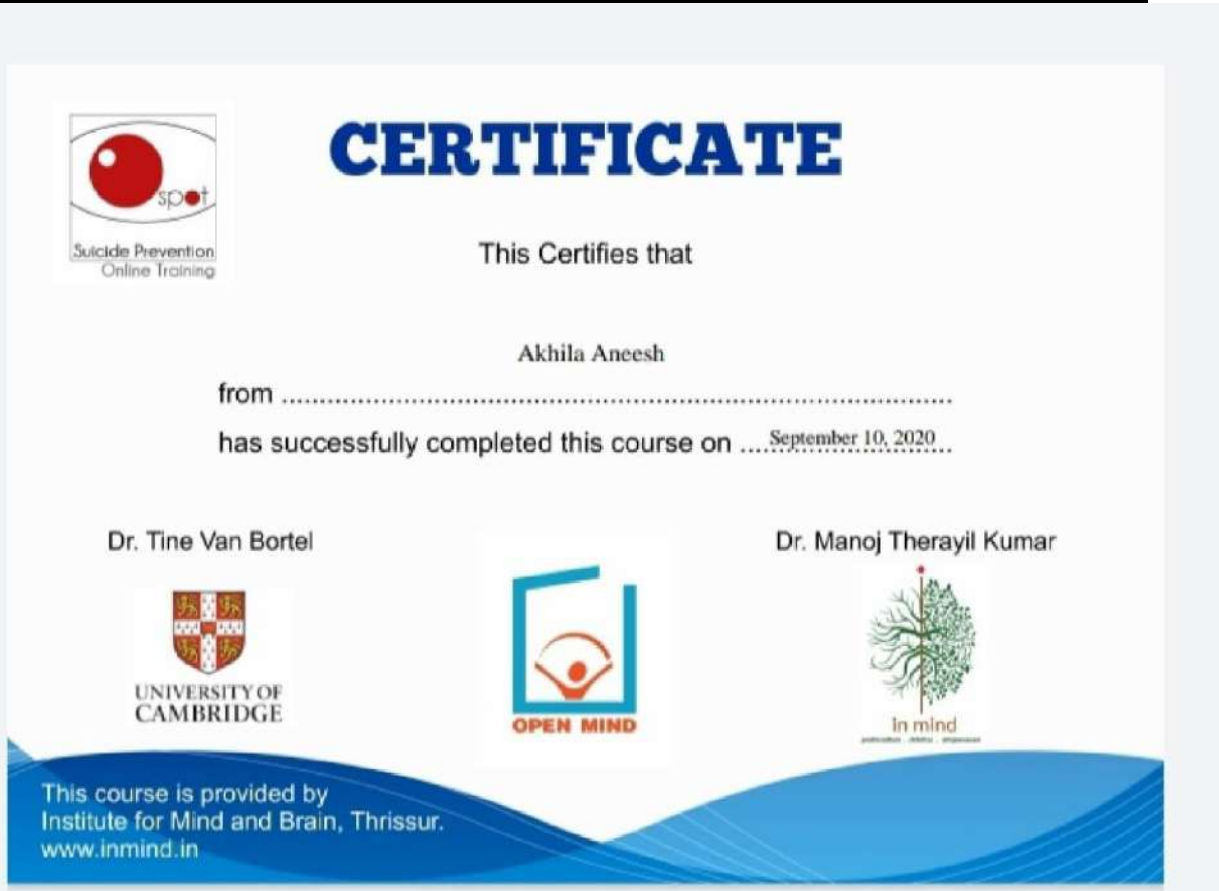 CERTIFICATE
spot
Suicide Prevention
Online Training
This Certifies that
Akhila Aneesh
from ........................................................................................
has successfully completed this course on ....September 10, 2020..
Dr. Tine Van Bortel
Dr. Manoj Therayil Kumar
UNIVERSITY OF
CAMBRIDGE
OPEN MIND
in mind
This course is provided by
Institute for Mind and Brain, Thrissur.
www.inmind.in